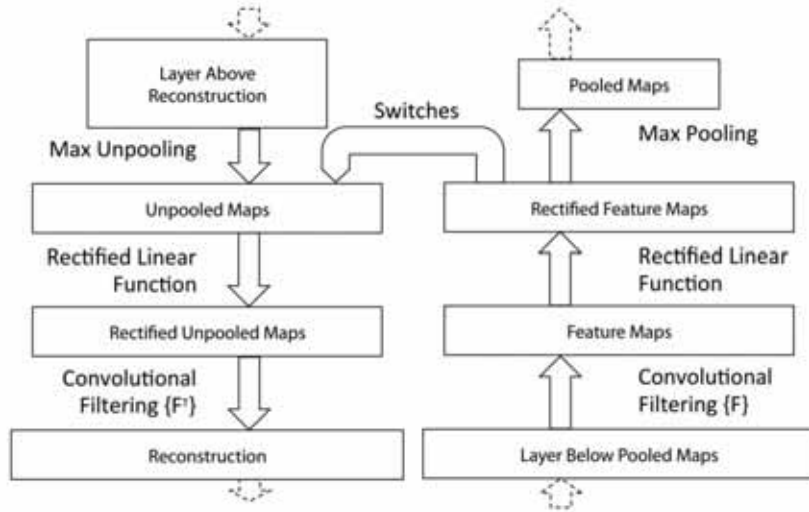 Layer Above
Reconstruction
Max Unpooling
Unpooled Maps
Rectified Linear
Function
Rectified Unpooled Maps
Convolutional
Filtering {Fᵀ}
Reconstruction
Switches
Pooled Maps
Max Pooling
Rectified Feature Maps
Rectified Linear
Function
Feature Maps
Convolutional
Filtering {F}
Layer Below Pooled Maps